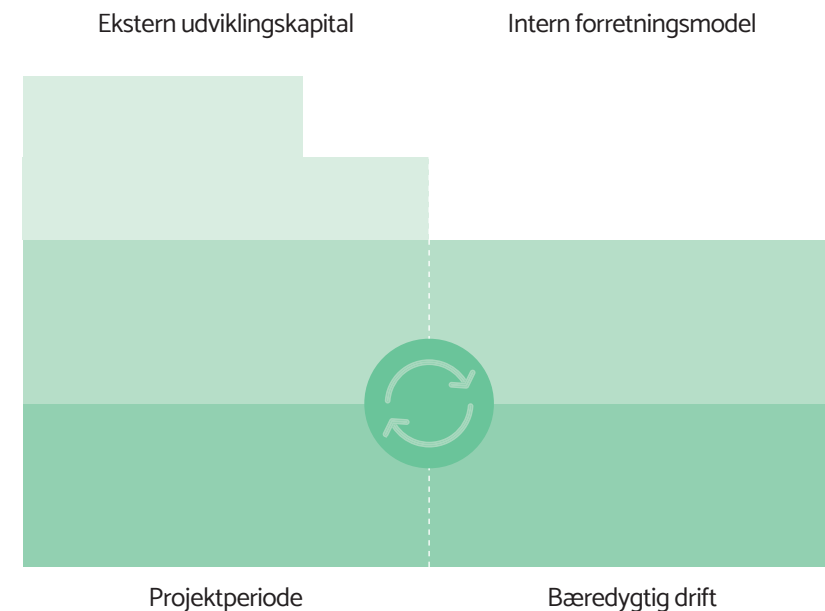 Ekstern udviklingskapital
Intern forretningsmodel
Projektperiode
Bæredygtig drift